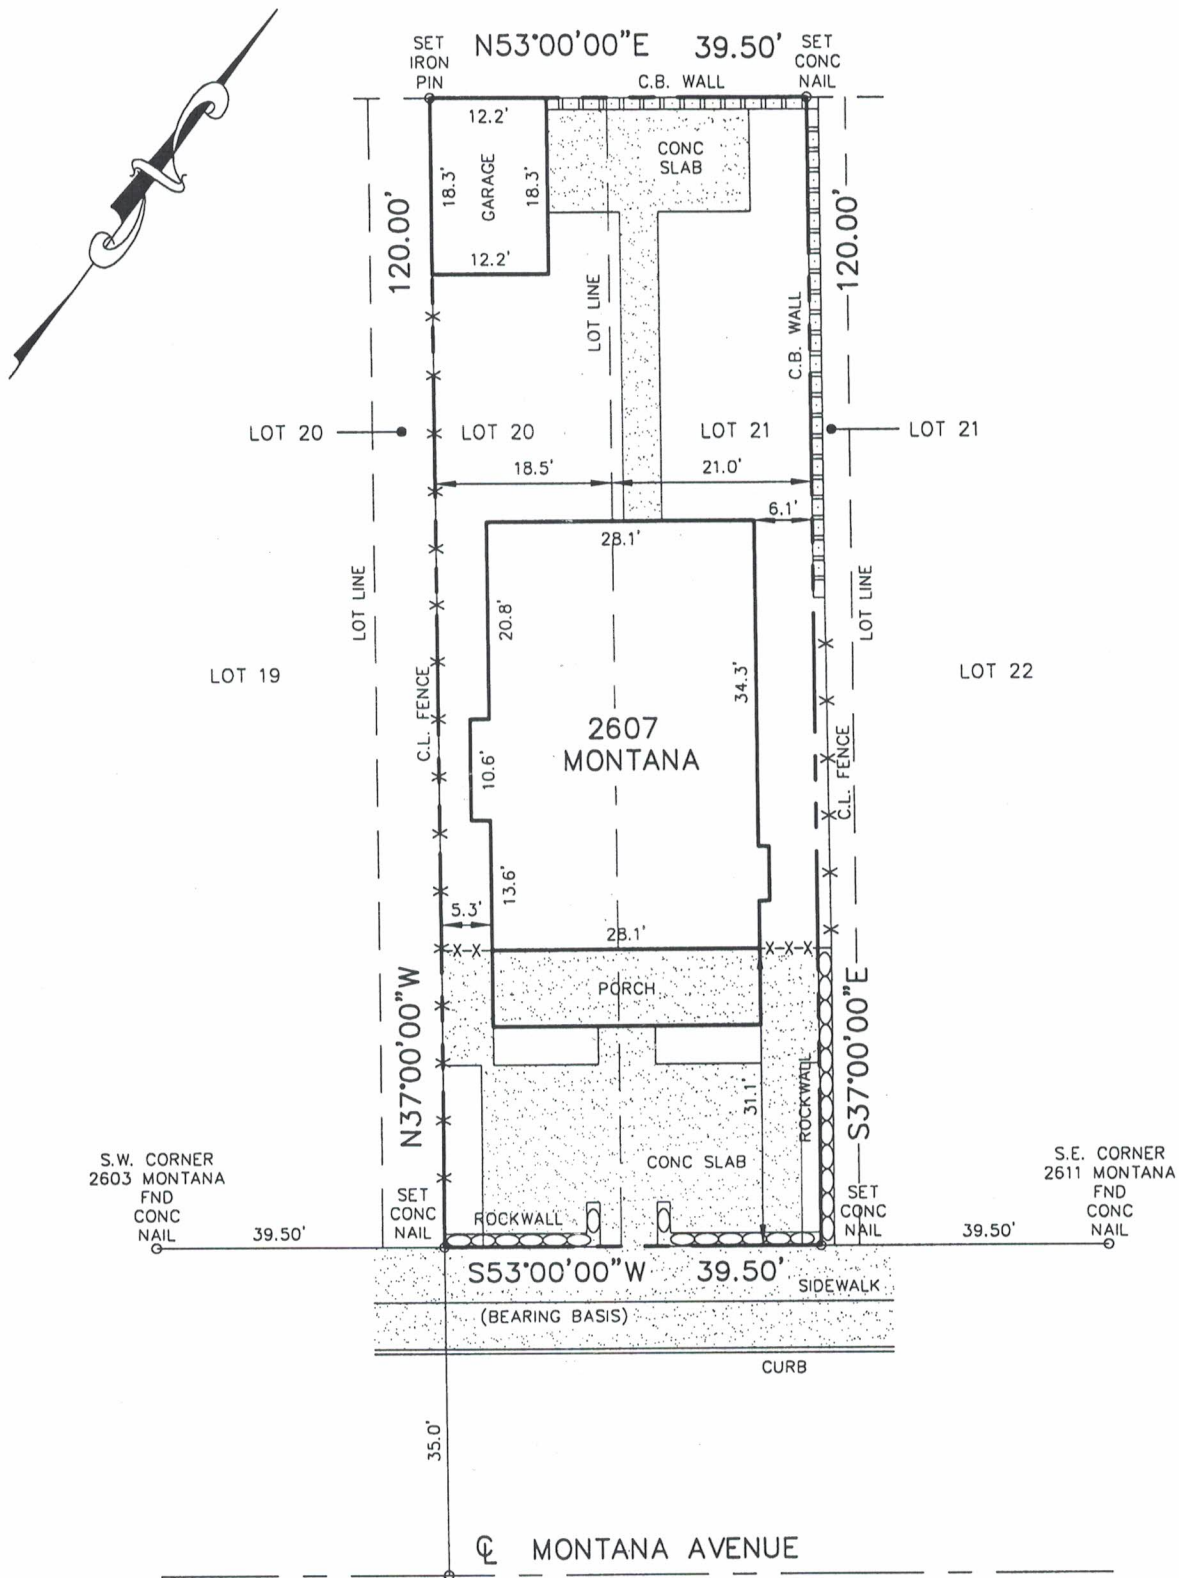 SET
IRON
PIN
N53°00'00"E 39.50'
SET
CONC
NAIL
C.B. WALL
12.2'
18.3'
GARAGE
18.3'
12.2'
CONC
SLAB
120.00'
120.00'
LOT LINE
C.B. WALL
LOT 20
LOT 20
LOT 21
LOT 21
18.5'
21.0'
6.1'
28.1'
LOT LINE
20.8'
LOT LINE
LOT 19
LOT 22
C.L. FENCE
34.3'
2607
MONTANA
10.6'
C.L. FENCE
13.6'
5.3'
28.1'
PORCH
N37°00'00"W
S37°00'00"E
31.1'
ROCKWALL
S.W. CORNER
2603 MONTANA
FND
CONC
NAIL
39.50'
SET
CONC
NAIL
ROCKWALL
CONC SLAB
SET
CONC
NAIL
S.E. CORNER
2611 MONTANA
FND
CONC
NAIL
39.50'
S53°00'00"W 39.50'
SIDEWALK
(BEARING BASIS)
CURB
35.0'
℄ MONTANA AVENUE